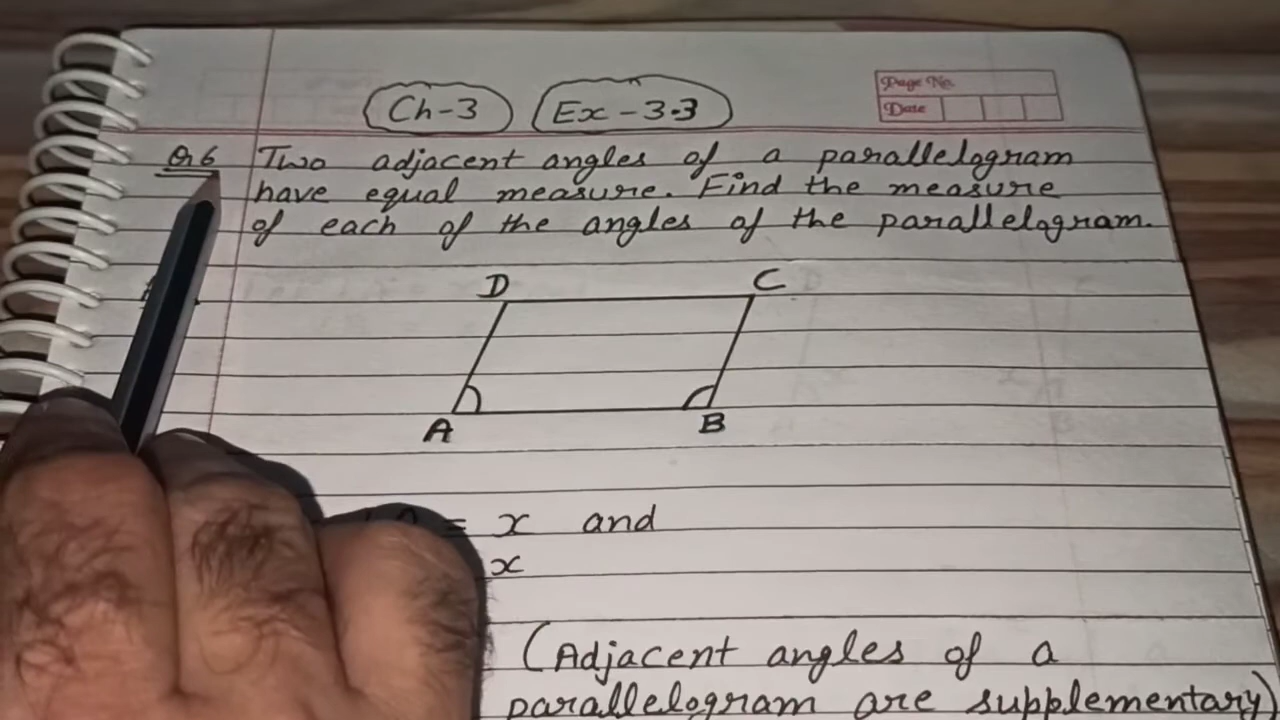 Ch-3 Ex-3.3
Page No.
Date
Q.6 Two adjacent angles of a parallelogram
have equal measure. Find the measure
of each of the angles of the parallelogram.
D C
A B
= x and
x
(Adjacent angles of a
parallelogram are supplementary)